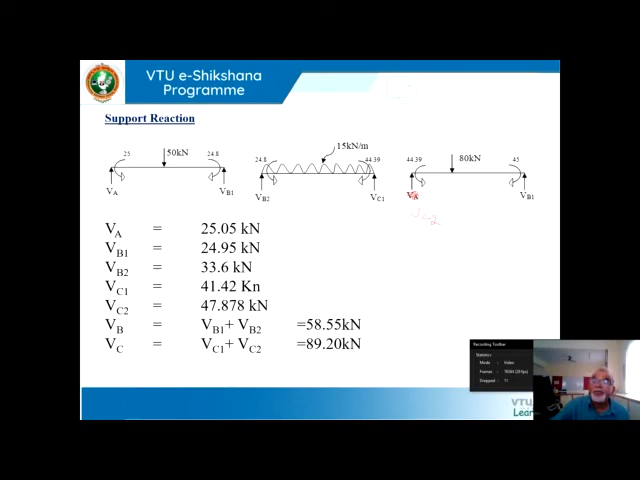 VTU e-Shikshana
Programme
Support Reaction
25 50kN 24.8
24.8 15kN/m 44.39
44.39 80kN 45
VA VB1
VB2 VC1
VA VB1
VA = 25.05 kN
VB1 = 24.95 kN
VB2 = 33.6 kN
VC1 = 41.42 Kn
VC2 = 47.878 kN
VB = VB1+ VB2 =58.55kN
VC = VC1+ VC2 =89.20kN
Recording Toolbar
Statistics
Mode : Video
Frames :
Dropped : 11
VTU
Learn